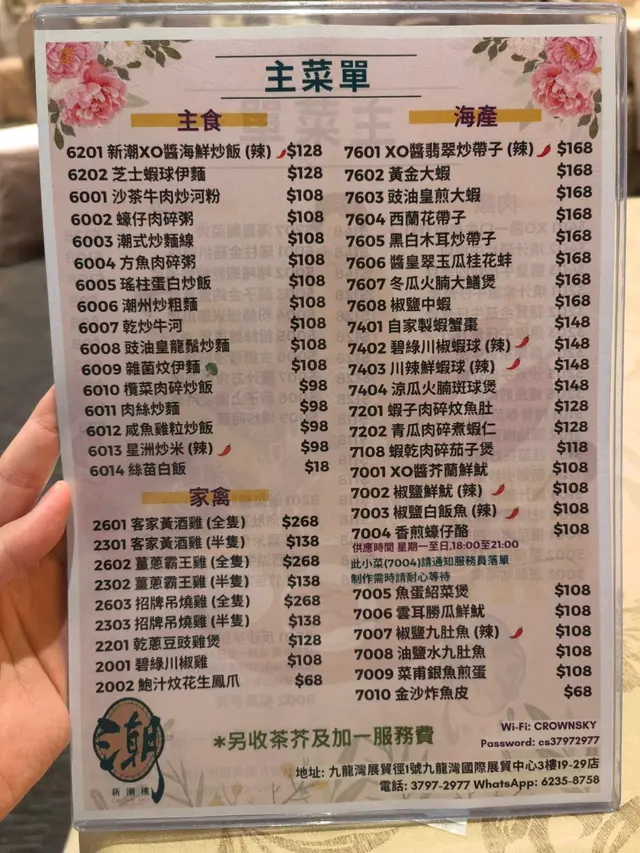 主菜單
主食
6201 新潮XO醬海鮮炒飯 (辣) $128
6202 芝士蝦球伊麵 $128
6001 沙茶牛肉炒河粉 $108
6002 蠔仔肉碎粥 $108
6003 潮式炒麵線 $108
6004 方魚肉碎粥 $108
6005 瑤柱蛋白炒飯 $108
6006 潮州炒粗麵 $108
6007 乾炒牛河 $108
6008 豉油皇龍鬚炒麵 $108
6009 雜菌炆伊麵 $108
6010 欖菜肉碎炒飯 $98
6011 肉絲炒麵 $98
6012 咸魚雞粒炒飯 $98
6013 星洲炒米 (辣) $98
6014 絲苗白飯 $18
家禽
2601 客家黃酒雞 (全隻) $268
2301 客家黃酒雞 (半隻) $138
2602 薑蔥霸王雞 (全隻) $268
2302 薑蔥霸王雞 (半隻) $138
2603 招牌吊燒雞 (全隻) $268
2303 招牌吊燒雞 (半隻) $138
2201 乾蔥豆豉雞煲 $128
2001 碧綠川椒雞 $108
2002 鮑汁炆花生鳳爪 $68
海產
7601 XO醬翡翠炒帶子 (辣) $168
7602 黃金大蝦 $168
7603 豉油皇煎大蝦 $168
7604 西蘭花帶子 $168
7605 黑白木耳炒帶子 $168
7606 醬皇翠玉瓜桂花蚌 $168
7607 冬瓜火腩大鱔煲 $168
7608 椒鹽中蝦 $168
7401 自家製蝦蟹棗 $148
7402 碧綠川椒蝦球 (辣) $148
7403 川辣鮮蝦球 (辣) $148
7404 涼瓜火腩斑球煲 $148
7201 蝦子肉碎炆魚肚 $128
7202 青瓜肉碎煮蝦仁 $128
7108 蝦乾肉碎茄子煲 $118
7001 XO醬芥蘭鮮魷 $108
7002 椒鹽鮮魷 (辣) $108
7003 椒鹽白飯魚 (辣) $108
7004 香煎蠔仔酪 $108
供應時間 星期一至日,18:00至21:00
此小菜(7004)請通知服務員落單
制作需時請耐心等待
7005 魚蛋紹菜煲 $108
7006 雲耳勝瓜鮮魷 $108
7007 椒鹽九肚魚 (辣) $108
7008 油鹽水九肚魚 $108
7009 菜甫銀魚煎蛋 $108
7010 金沙炸魚皮 $68
潮
新潮樓
*另收茶芥及加一服務費
Wi-Fi: CROWNSKY
Password: cs37972977
地址: 九龍灣展貿徑1號九龍灣國際展貿中心3樓19-29店
電話: 3797-2977 WhatsApp: 6235-8758